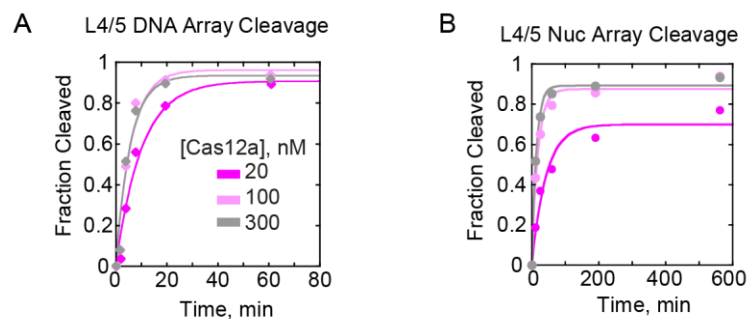 A
L4/5 DNA Array Cleavage
Fraction Cleaved
1
0.8
0.6
0.4
0.2
0
[Cas12a], nM
20
100
300
0 20 40 60 80
Time, min
B
L4/5 Nuc Array Cleavage
Fraction Cleaved
1
0.8
0.6
0.4
0.2
0
0 200 400 600
Time, min